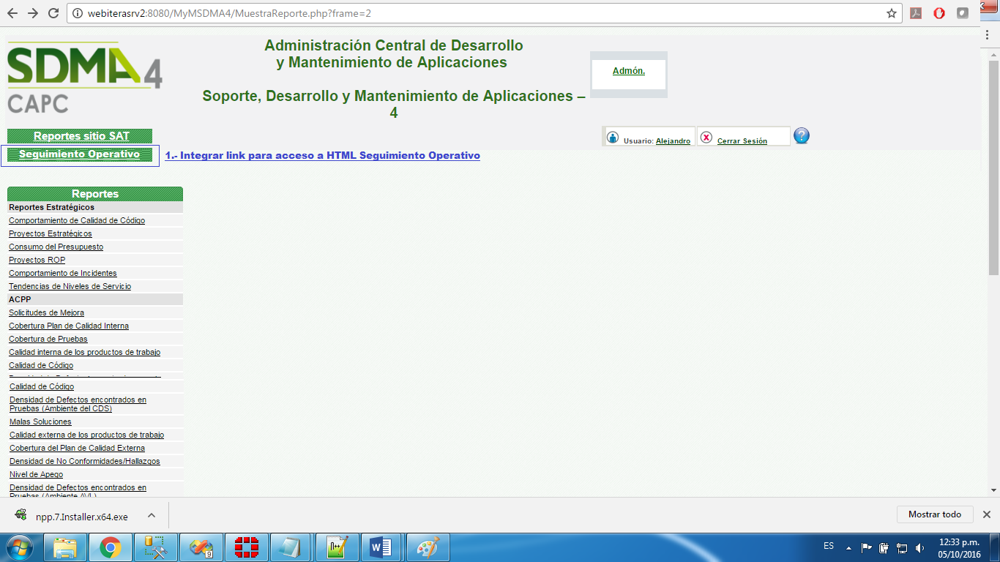 webiterasrv2:8080/MyMSDMA4/MuestraReporte.php?frame=2
SDMA 4
CAPC
Administración Central de Desarrollo
y Mantenimiento de Aplicaciones
Soporte, Desarrollo y Mantenimiento de Aplicaciones –
4
Admón.
Reportes sitio SAT
Usuario: Alejandro
Cerrar Sesión
?
Seguimiento Operativo
1.- Integrar link para acceso a HTML Seguimiento Operativo
Reportes
Reportes Estratégicos
Comportamiento de Calidad de Código
Proyectos Estratégicos
Consumo del Presupuesto
Proyectos ROP
Comportamiento de Incidentes
Tendencias de Niveles de Servicio
ACPP
Solicitudes de Mejora
Cobertura Plan de Calidad Interna
Cobertura de Pruebas
Calidad interna de los productos de trabajo
Calidad de Código
Calidad de Código
Densidad de Defectos encontrados en
Pruebas (Ambiente del CDS)
Malas Soluciones
Calidad externa de los productos de trabajo
Cobertura del Plan de Calidad Externa
Densidad de No Conformidades/Hallazgos
Nivel de Apego
Densidad de Defectos encontrados en
Pruebas (Ambiente AVL)
npp.7.Installer.x64.exe
Mostrar todo
9
n++
W
ES
12:33 p.m.
05/10/2016